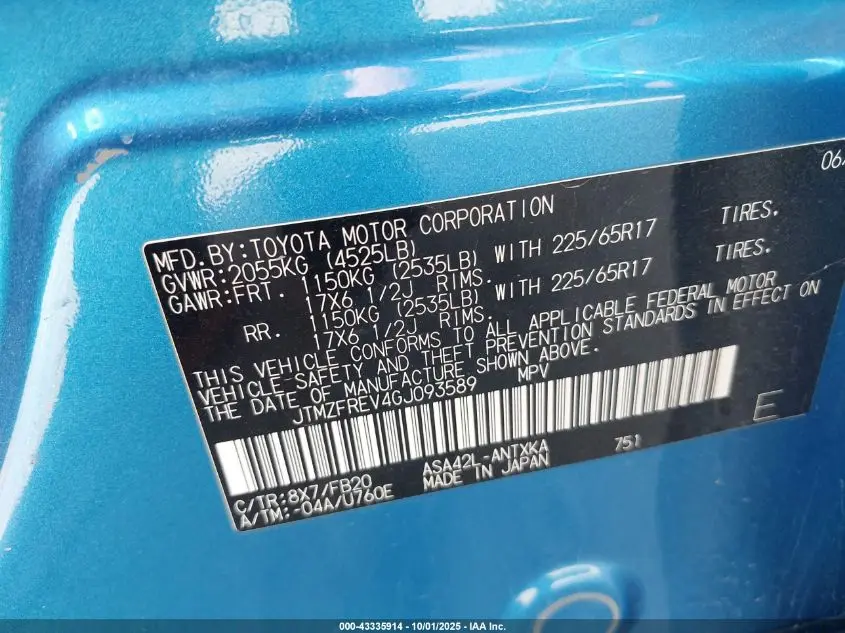 06
MFD.BY:TOYOTA MOTOR CORPORATION
GVWR:2055KG (4525LB)
GAWR:FRT. 1150KG (2535LB) WITH 225/65R17 TIRES.
17X6 1/2J RIMS.
RR. 1150KG (2535LB) WITH 225/65R17 TIRES.
17X6 1/2J RIMS.
THIS VEHICLE CONFORMS TO ALL APPLICABLE FEDERAL MOTOR
VEHICLE-SAFETY AND THEFT PREVENTION STANDARDS IN EFFECT ON
THE DATE OF MANUFACTURE SHOWN ABOVE.
JTMZFREV4GJ093589 MPV
E
C/TR:8X7/FB20 ASA42L-ANTXKA 751
A/TM:-04A/U760E MADE IN JAPAN
000-43335914 - 10/01/2025 - IAA Inc.